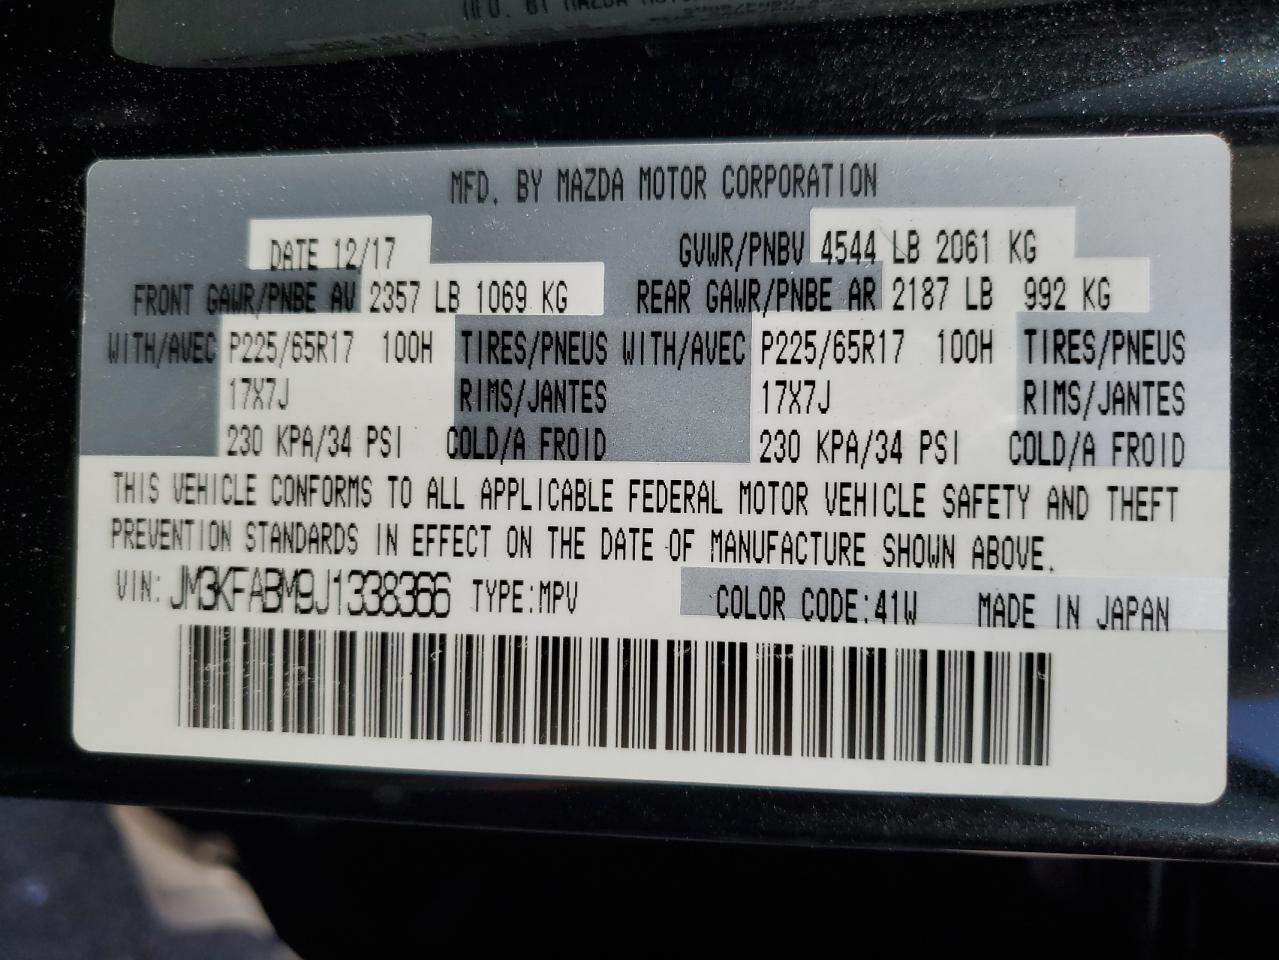 MFD. BY MAZDA MOTOR CORPORATION
DATE 12/17 GVWR/PNBV 4544 LB 2061 KG
FRONT GAWR/PNBE AV 2357 LB 1069 KG REAR GAWR/PNBE AR 2187 LB 992 KG
WITH/AVEC P225/65R17 100H TIRES/PNEUS WITH/AVEC P225/65R17 100H TIRES/PNEUS
17X7J RIMS/JANTES 17X7J RIMS/JANTES
230 KPA/34 PSI COLD/A FROID 230 KPA/34 PSI COLD/A FROID
THIS VEHICLE CONFORMS TO ALL APPLICABLE FEDERAL MOTOR VEHICLE SAFETY AND THEFT
PREVENTION STANDARDS IN EFFECT ON THE DATE OF MANUFACTURE SHOWN ABOVE.
VIN: JM3KFABM9J1338366 TYPE:MPV COLOR CODE:41W MADE IN JAPAN